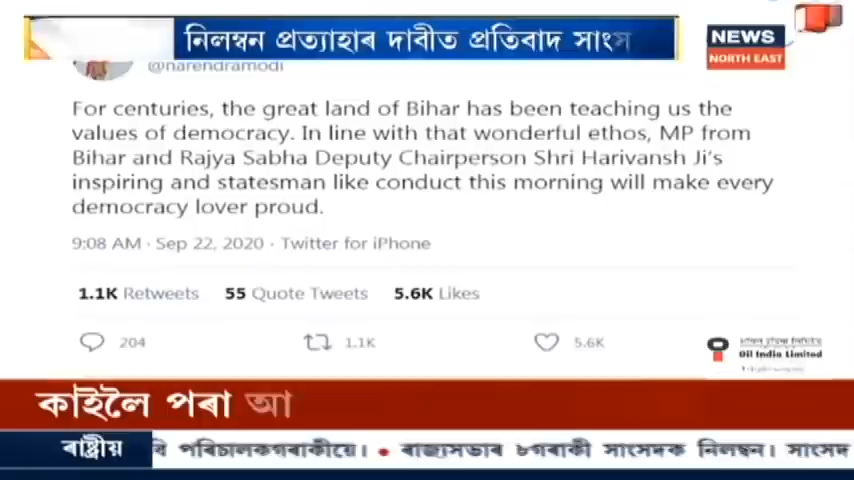 নিলম্বন প্ৰত্যাহাৰ দাবীত প্ৰতিবাদ সাংস
NEWS
NORTH EAST
@narendramodi
For centuries, the great land of Bihar has been teaching us the
values of democracy. In line with that wonderful ethos, MP from
Bihar and Rajya Sabha Deputy Chairperson Shri Harivansh Ji's
inspiring and statesman like conduct this morning will make every
democracy lover proud.
9:08 AM · Sep 22, 2020 · Twitter for iPhone
1.1K Retweets 55 Quote Tweets 5.6K Likes
204 1.1K 5.6K
Oil India Limited
কাইলৈ পৰা আ
ৰাষ্ট্ৰীয় ৰি পৰিচালকগৰাকীয়ে। • ৰাজ্যসভাৰ ৮গৰাকী সাংসদক নিলম্বন। সাংসদ